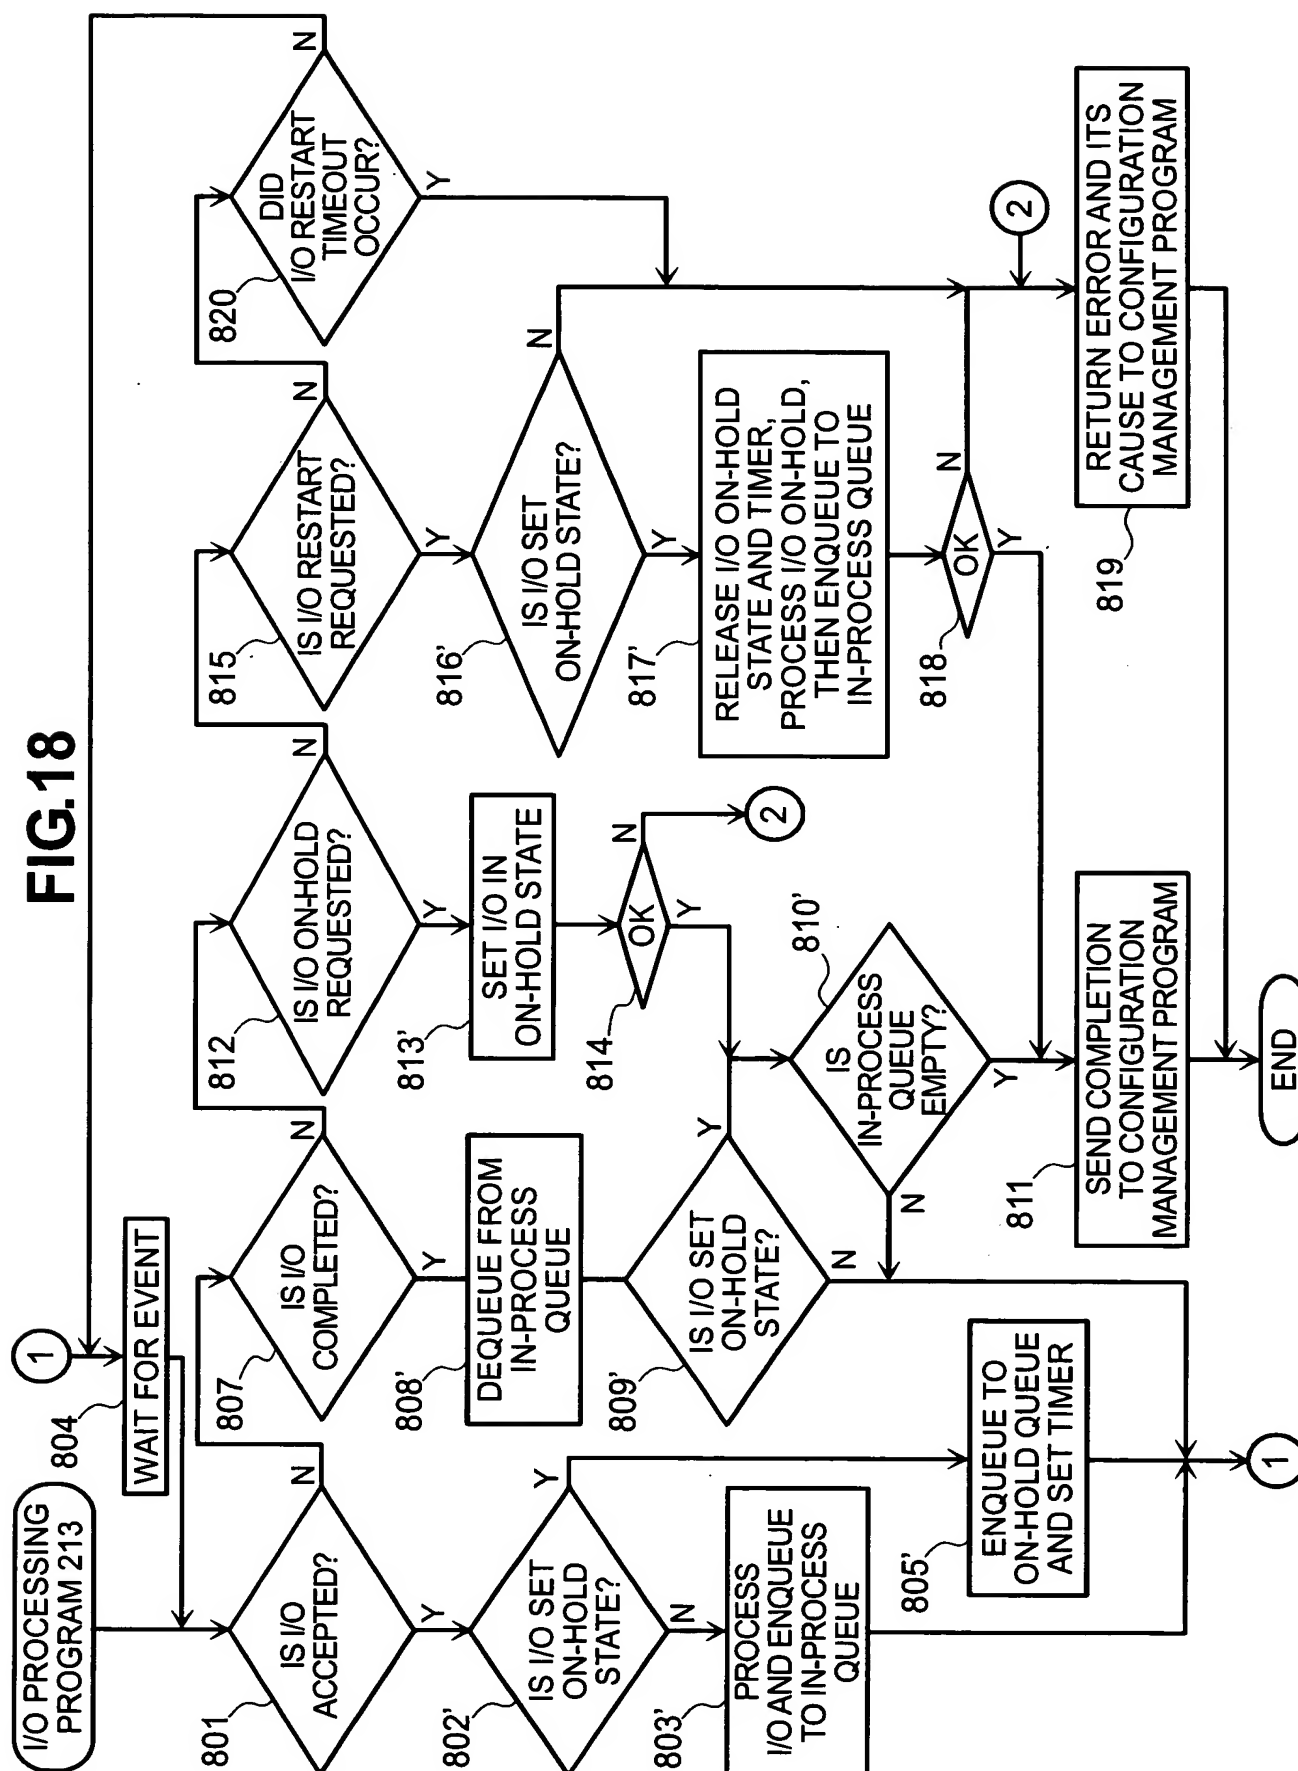 FIG.18
I/O PROCESSING
PROGRAM 213
1
804
WAIT FOR EVENT
801
IS I/O
ACCEPTED?
N
Y
802'
IS I/O SET
ON-HOLD
STATE?
Y
N
803'
PROCESS
I/O AND ENQUEUE
TO IN-PROCESS
QUEUE
805'
ENQUEUE TO
ON-HOLD QUEUE
AND SET TIMER
1
807
IS I/O
COMPLETED?
N
Y
808'
DEQUEUE FROM
IN-PROCESS
QUEUE
809'
IS I/O SET
ON-HOLD
STATE?
Y
N
810'
IS
IN-PROCESS
QUEUE
EMPTY?
N
Y
811
SEND COMPLETION
TO CONFIGURATION
MANAGEMENT PROGRAM
END
812
IS I/O ON-HOLD
REQUESTED?
N
Y
813'
SET I/O IN
ON-HOLD STATE
814
OK
N
Y
2
815
IS I/O RESTART
REQUESTED?
N
Y
816'
IS I/O SET
ON-HOLD STATE?
N
Y
817'
RELEASE I/O ON-HOLD
STATE AND TIMER,
PROCESS I/O ON-HOLD,
THEN ENQUEUE TO
IN-PROCESS QUEUE
818
OK
N
Y
820
DID
I/O RESTART
TIMEOUT
OCCUR?
N
Y
2
819
RETURN ERROR AND ITS
CAUSE TO CONFIGURATION
MANAGEMENT PROGRAM